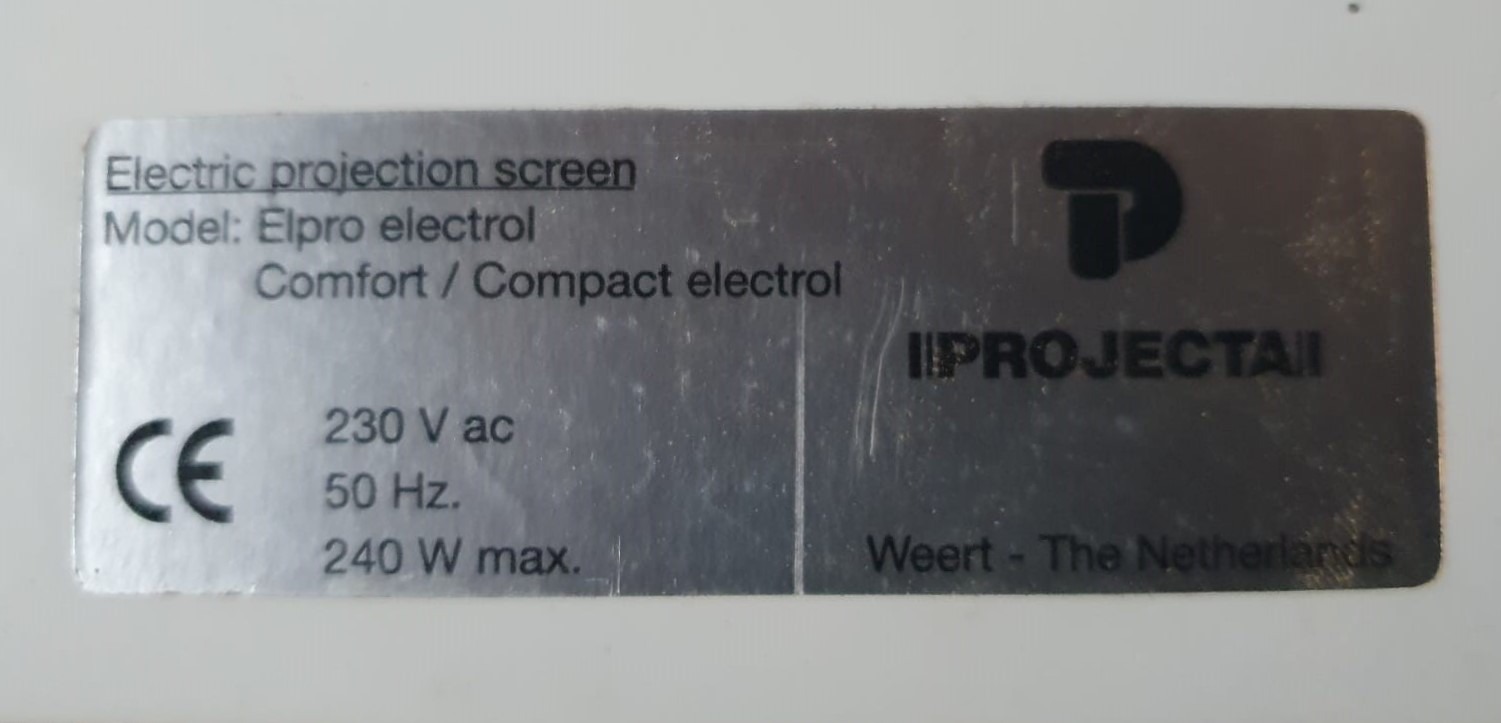 Electric projection screen
Model: Elpro electrol
Comfort / Compact electrol
CE
230 V ac
50 Hz.
240 W max.
PROJECTA
Weert - The Netherlands